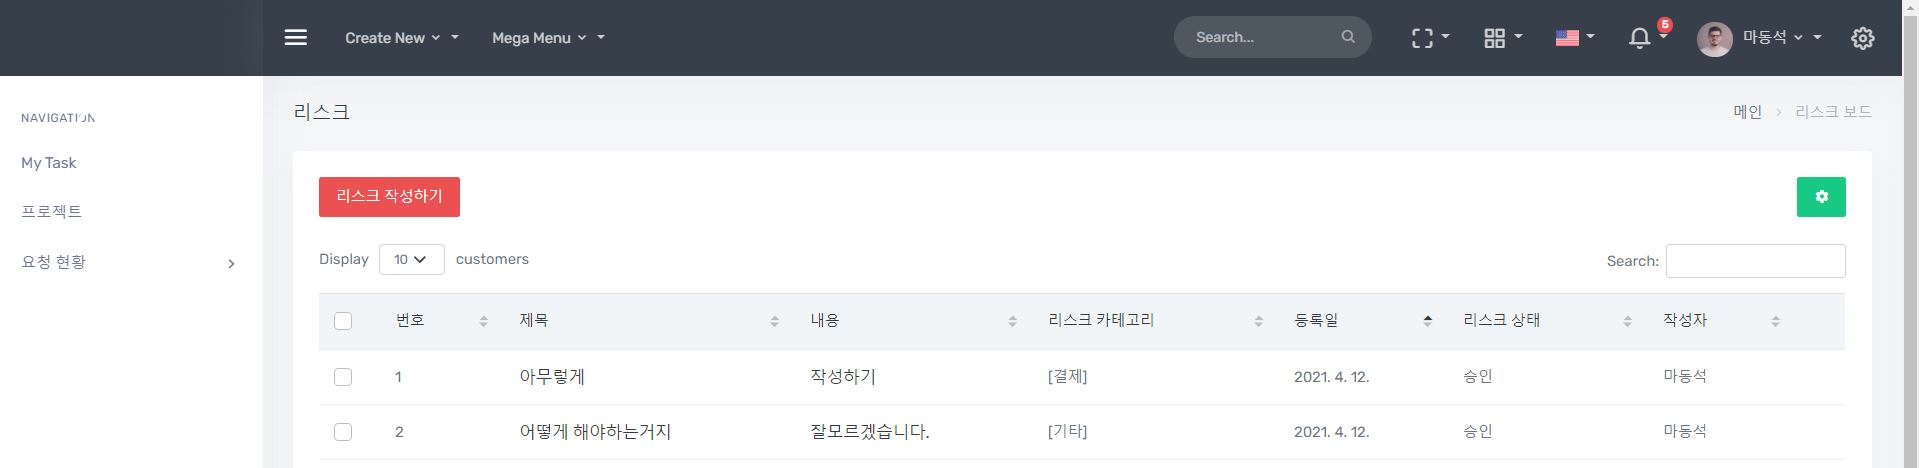 Create New
Mega Menu
Search...
5
마동석
리스크
메인 > 리스크 보드
NAVIGATION
My Task
프로젝트
요청 현황
리스크 작성하기
Display 10 customers
Search:
번호 제목 내용 리스크 카테고리 등록일 리스크 상태 작성자
1 아무렇게 작성하기 [결제] 2021. 4. 12. 승인 마동석
2 어떻게 해야하는거지 잘모르겠습니다. [기타] 2021. 4. 12. 승인 마동석